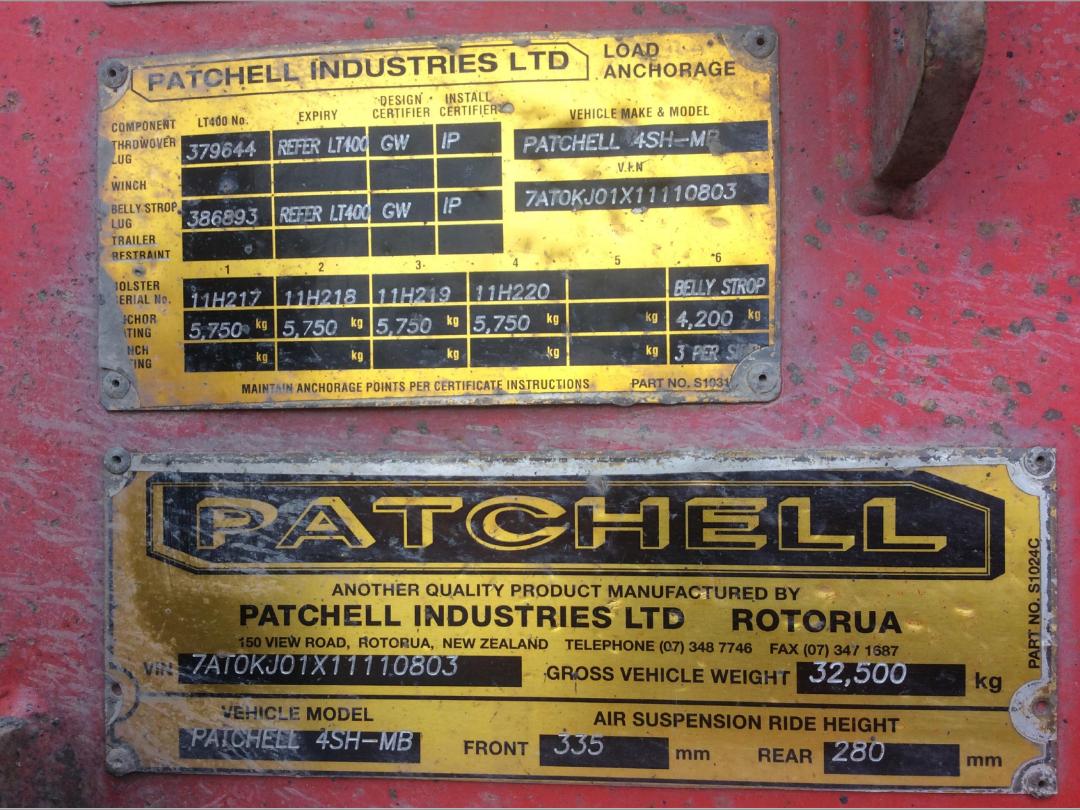 PATCHELL INDUSTRIES LTD LOAD ANCHORAGE
COMPONENT LT400 No. EXPIRY DESIGN CERTIFIER INSTALL CERTIFIER VEHICLE MAKE & MODEL
THROWOVER LUG 379644 REFER LT400 GW IP PATCHELL 4SH-MB
WINCH V.I.N
BELLY STROP LUG 386893 REFER LT400 GW IP 7AT0KJ01X11110803
TRAILER RESTRAINT
1 2 3 4 5 6
BOLSTER SERIAL No. 11H217 11H218 11H219 11H220 BELLY STROP
5,750 kg 5,750 kg 5,750 kg 5,750 kg kg 4,200 kg
kg kg kg kg kg 3 PER
MAINTAIN ANCHORAGE POINTS PER CERTIFICATE INSTRUCTIONS PART NO. S1031
PATCHELL
ANOTHER QUALITY PRODUCT MANUFACTURED BY
PATCHELL INDUSTRIES LTD ROTORUA
150 VIEW ROAD, ROTORUA, NEW ZEALAND TELEPHONE (07) 348 7746 FAX (07) 347 1687
VIN 7AT0KJ01X11110803 GROSS VEHICLE WEIGHT 32,500 kg
VEHICLE MODEL AIR SUSPENSION RIDE HEIGHT
PATCHELL 4SH-MB FRONT 335 mm REAR 280 mm
PART NO. S1024C